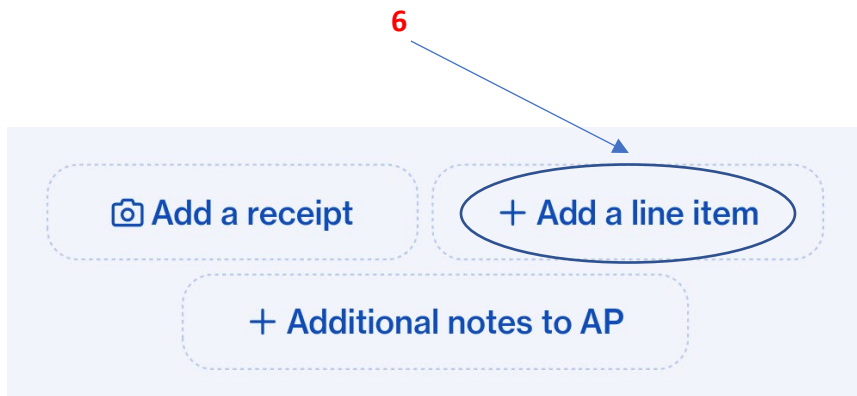 6
Add a receipt
+ Add a line item
+ Additional notes to AP